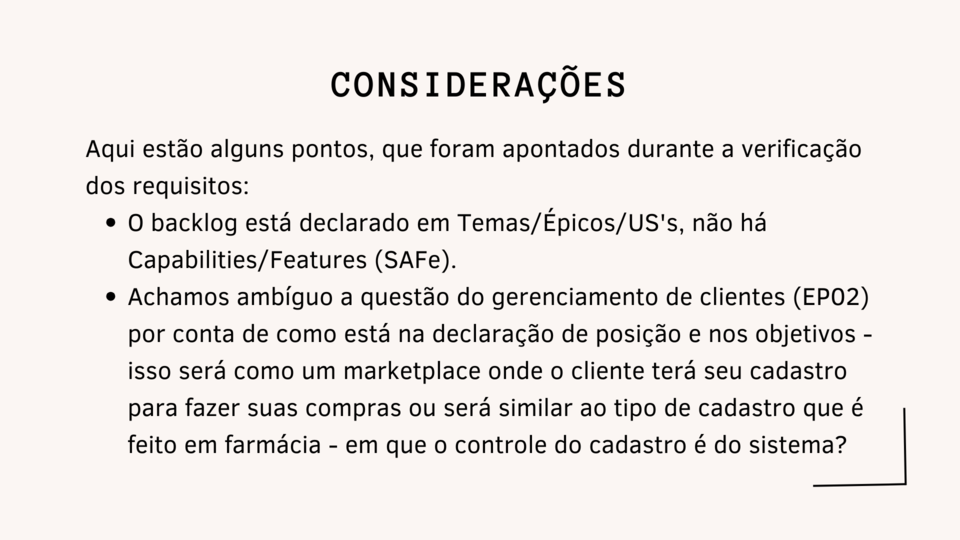 CONSIDERAÇÕES
Aqui estão alguns pontos, que foram apontados durante a verificação
dos requisitos:
• O backlog está declarado em Temas/Épicos/US's, não há
Capabilities/Features (SAFe).
• Achamos ambíguo a questão do gerenciamento de clientes (EP02)
por conta de como está na declaração de posição e nos objetivos -
isso será como um marketplace onde o cliente terá seu cadastro
para fazer suas compras ou será similar ao tipo de cadastro que é
feito em farmácia - em que o controle do cadastro é do sistema?